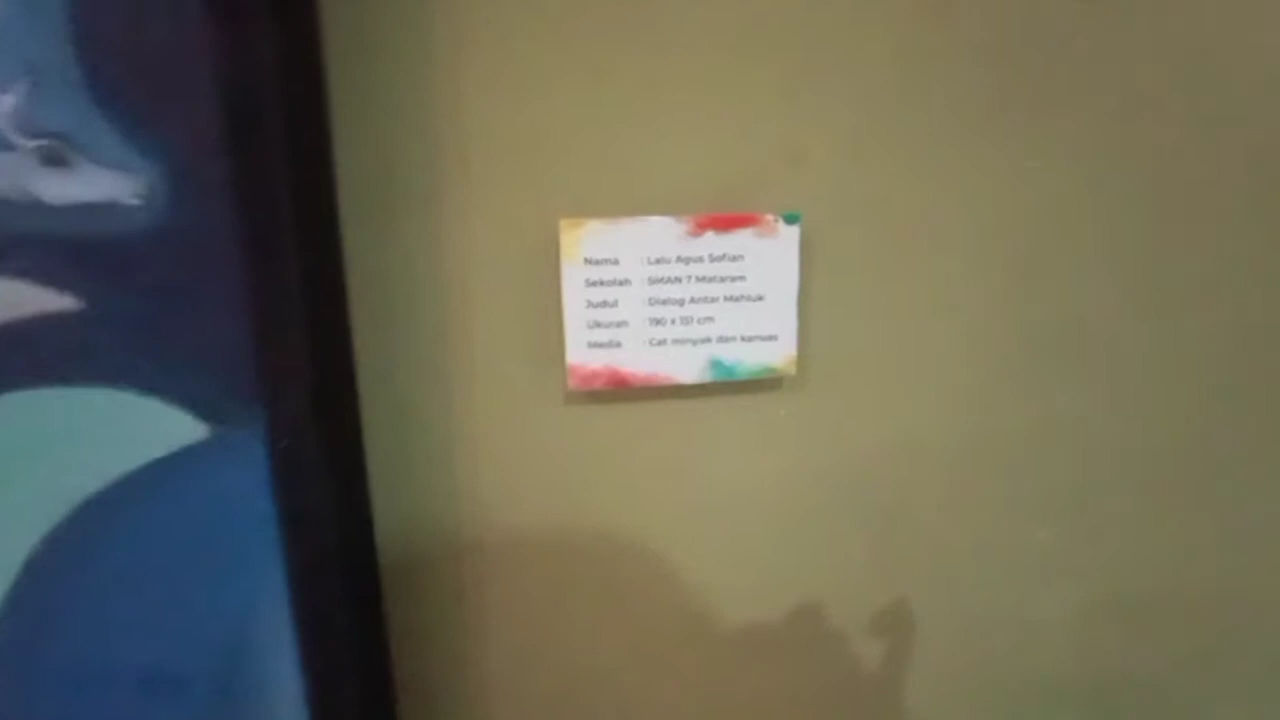 Nama : Lalu Agus Sofian
Sekolah : SMAN 7 Mataram
Judul : Dialog Antar Mahluk
Ukuran : 190 x 151 cm
Media : Cat minyak dan kanvas